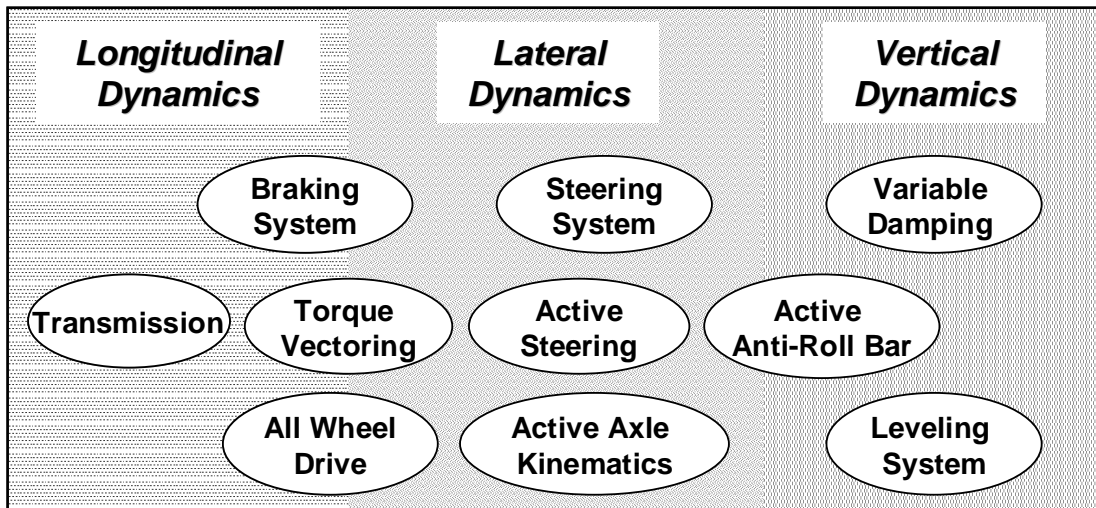 Longitudinal
Dynamics
Lateral
Dynamics
Vertical
Dynamics
Braking
System
Steering
System
Variable
Damping
Transmission
Torque
Vectoring
Active
Steering
Active
Anti-Roll Bar
All Wheel
Drive
Active Axle
Kinematics
Leveling
System